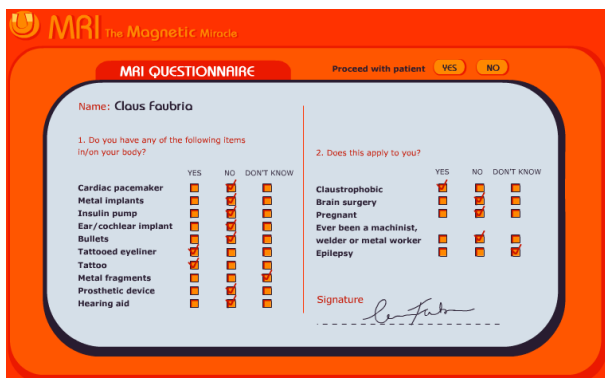 MRI The Magnetic Miracle
MRI QUESTIONNAIRE
Proceed with patient YES NO
Name: Claus Faubria
1. Do you have any of the following items
in/on your body?
YES NO DON'T KNOW
Cardiac pacemaker
Metal implants
Insulin pump
Ear/cochlear implant
Bullets
Tattooed eyeliner
Tattoo
Metal fragments
Prosthetic device
Hearing aid
2. Does this apply to you?
YES NO DON'T KNOW
Claustrophobic
Brain surgery
Pregnant
Ever been a machinist,
welder or metal worker
Epilepsy
Signature